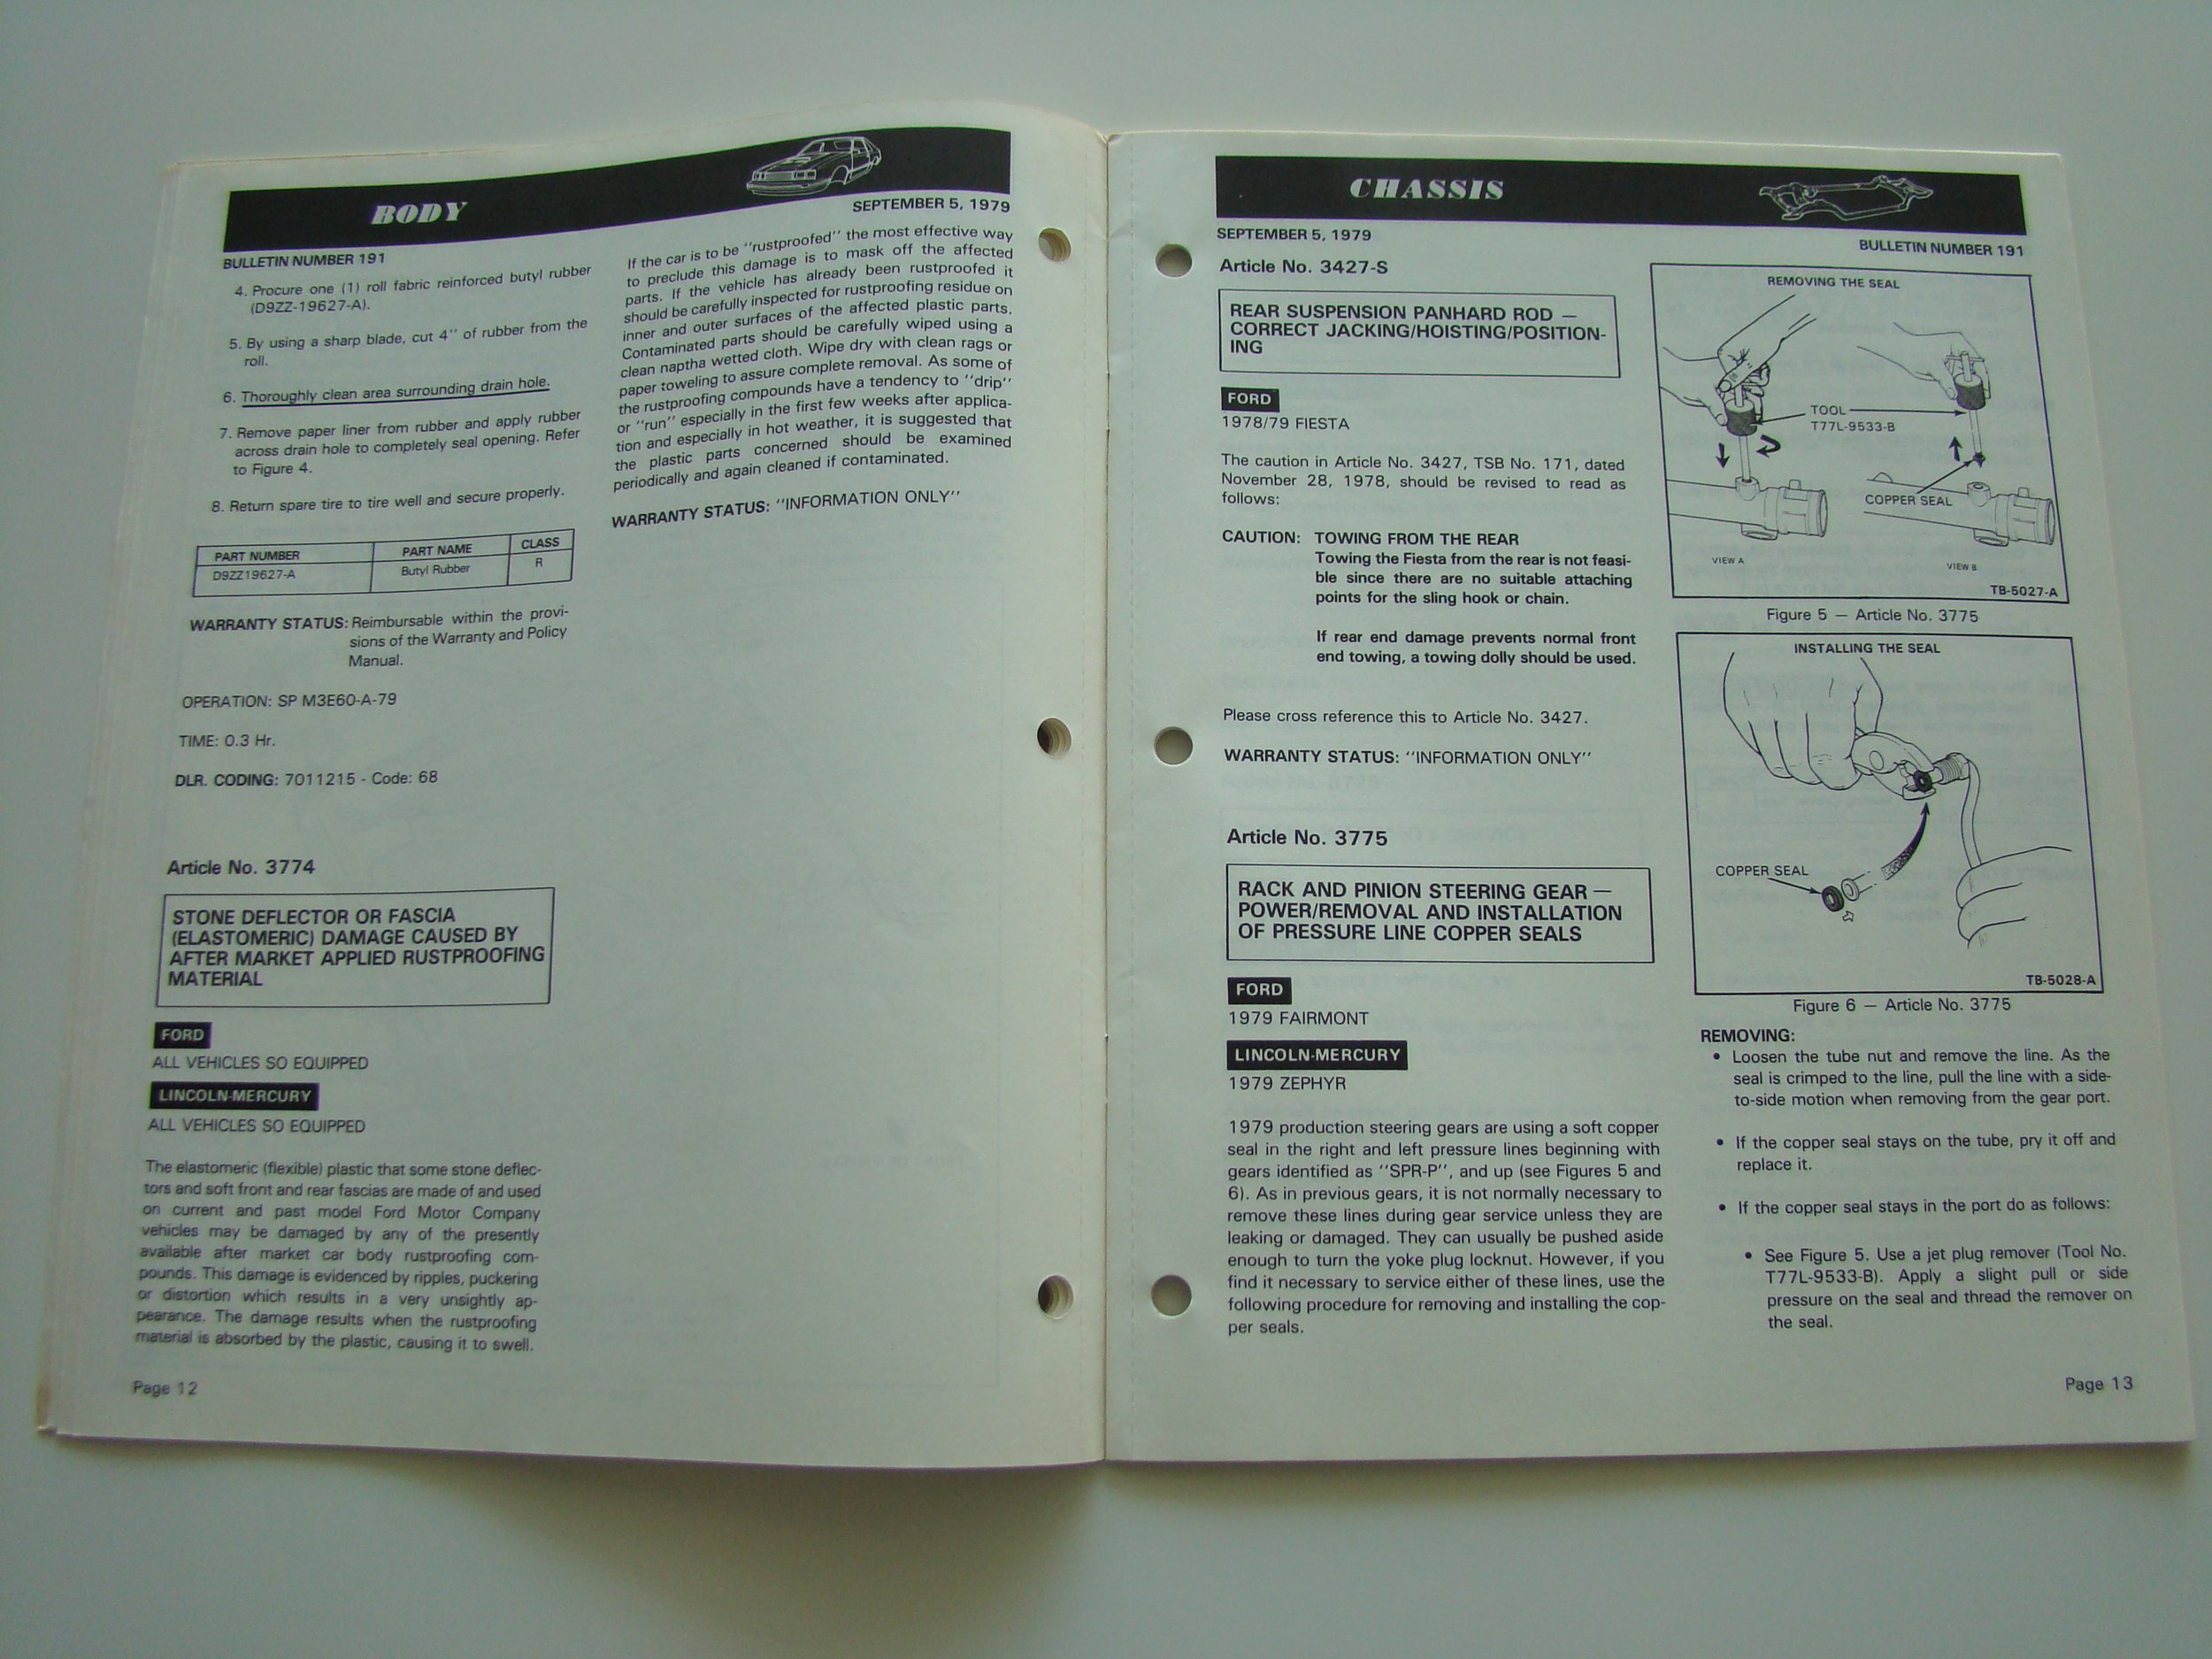 BODY
BULLETIN NUMBER 191
SEPTEMBER 5, 1979
4. Procure one (1) roll fabric reinforced butyl rubber
(D9ZZ-19627-A).
5. By using a sharp blade, cut 4'' of rubber from the
roll.
6. Thoroughly clean area surrounding drain hole.
7. Remove paper liner from rubber and apply rubber
across drain hole to completely seal opening. Refer
to Figure 4.
8. Return spare tire to tire well and secure properly.
PART NUMBER PART NAME CLASS
D9ZZ19627-A Butyl Rubber R
WARRANTY STATUS: Reimbursable within the provi-
sions of the Warranty and Policy
Manual.
OPERATION: SP M3E60-A-79
TIME: 0.3 Hr.
DLR. CODING: 7011215 - Code: 68
Article No. 3774
STONE DEFLECTOR OR FASCIA
(ELASTOMERIC) DAMAGE CAUSED BY
AFTER MARKET APPLIED RUSTPROOFING
MATERIAL
FORD
ALL VEHICLES SO EQUIPPED
LINCOLN-MERCURY
ALL VEHICLES SO EQUIPPED
The elastomeric (flexible) plastic that some stone deflec-
tors and soft front and rear fascias are made of and used
on current and past model Ford Motor Company
vehicles may be damaged by any of the presently
available after market car body rustproofing com-
pounds. This damage is evidenced by ripples, puckering
or distortion which results in a very unsightly ap-
pearance. The damage results when the rustproofing
material is absorbed by the plastic, causing it to swell.
Page 12
If the car is to be ''rustproofed'' the most effective way
to preclude this damage is to mask off the affected
parts. If the vehicle has already been rustproofed it
should be carefully inspected for rustproofing residue on
inner and outer surfaces of the affected plastic parts.
Contaminated parts should be carefully wiped using a
clean naptha wetted cloth. Wipe dry with clean rags or
paper toweling to assure complete removal. As some of
the rustproofing compounds have a tendency to ''drip''
or ''run'' especially in the first few weeks after applica-
tion and especially in hot weather, it is suggested that
the plastic parts concerned should be examined
periodically and again cleaned if contaminated.
WARRANTY STATUS: ''INFORMATION ONLY''
CHASSIS
SEPTEMBER 5, 1979
BULLETIN NUMBER 191
Article No. 3427-S
REAR SUSPENSION PANHARD ROD —
CORRECT JACKING/HOISTING/POSITION-
ING
FORD
1978/79 FIESTA
The caution in Article No. 3427, TSB No. 171, dated
November 28, 1978, should be revised to read as
follows:
CAUTION: TOWING FROM THE REAR
Towing the Fiesta from the rear is not feasi-
ble since there are no suitable attaching
points for the sling hook or chain.
If rear end damage prevents normal front
end towing, a towing dolly should be used.
Please cross reference this to Article No. 3427.
WARRANTY STATUS: ''INFORMATION ONLY''
Article No. 3775
RACK AND PINION STEERING GEAR —
POWER/REMOVAL AND INSTALLATION
OF PRESSURE LINE COPPER SEALS
FORD
1979 FAIRMONT
LINCOLN-MERCURY
1979 ZEPHYR
1979 production steering gears are using a soft copper
seal in the right and left pressure lines beginning with
gears identified as ''SPR-P'', and up (see Figures 5 and
6). As in previous gears, it is not normally necessary to
remove these lines during gear service unless they are
leaking or damaged. They can usually be pushed aside
enough to turn the yoke plug locknut. However, if you
find it necessary to service either of these lines, use the
following procedure for removing and installing the cop-
per seals.
REMOVING THE SEAL
TOOL
T77L-9533-B
COPPER SEAL
VIEW A
VIEW B
TB-5027-A
Figure 5 — Article No. 3775
INSTALLING THE SEAL
COPPER SEAL
TB-5028-A
Figure 6 — Article No. 3775
REMOVING:
• Loosen the tube nut and remove the line. As the
seal is crimped to the line, pull the line with a side-
to-side motion when removing from the gear port.
• If the copper seal stays on the tube, pry it off and
replace it.
• If the copper seal stays in the port do as follows:
• See Figure 5. Use a jet plug remover (Tool No.
T77L-9533-B). Apply a slight pull or side
pressure on the seal and thread the remover on
the seal.
Page 13